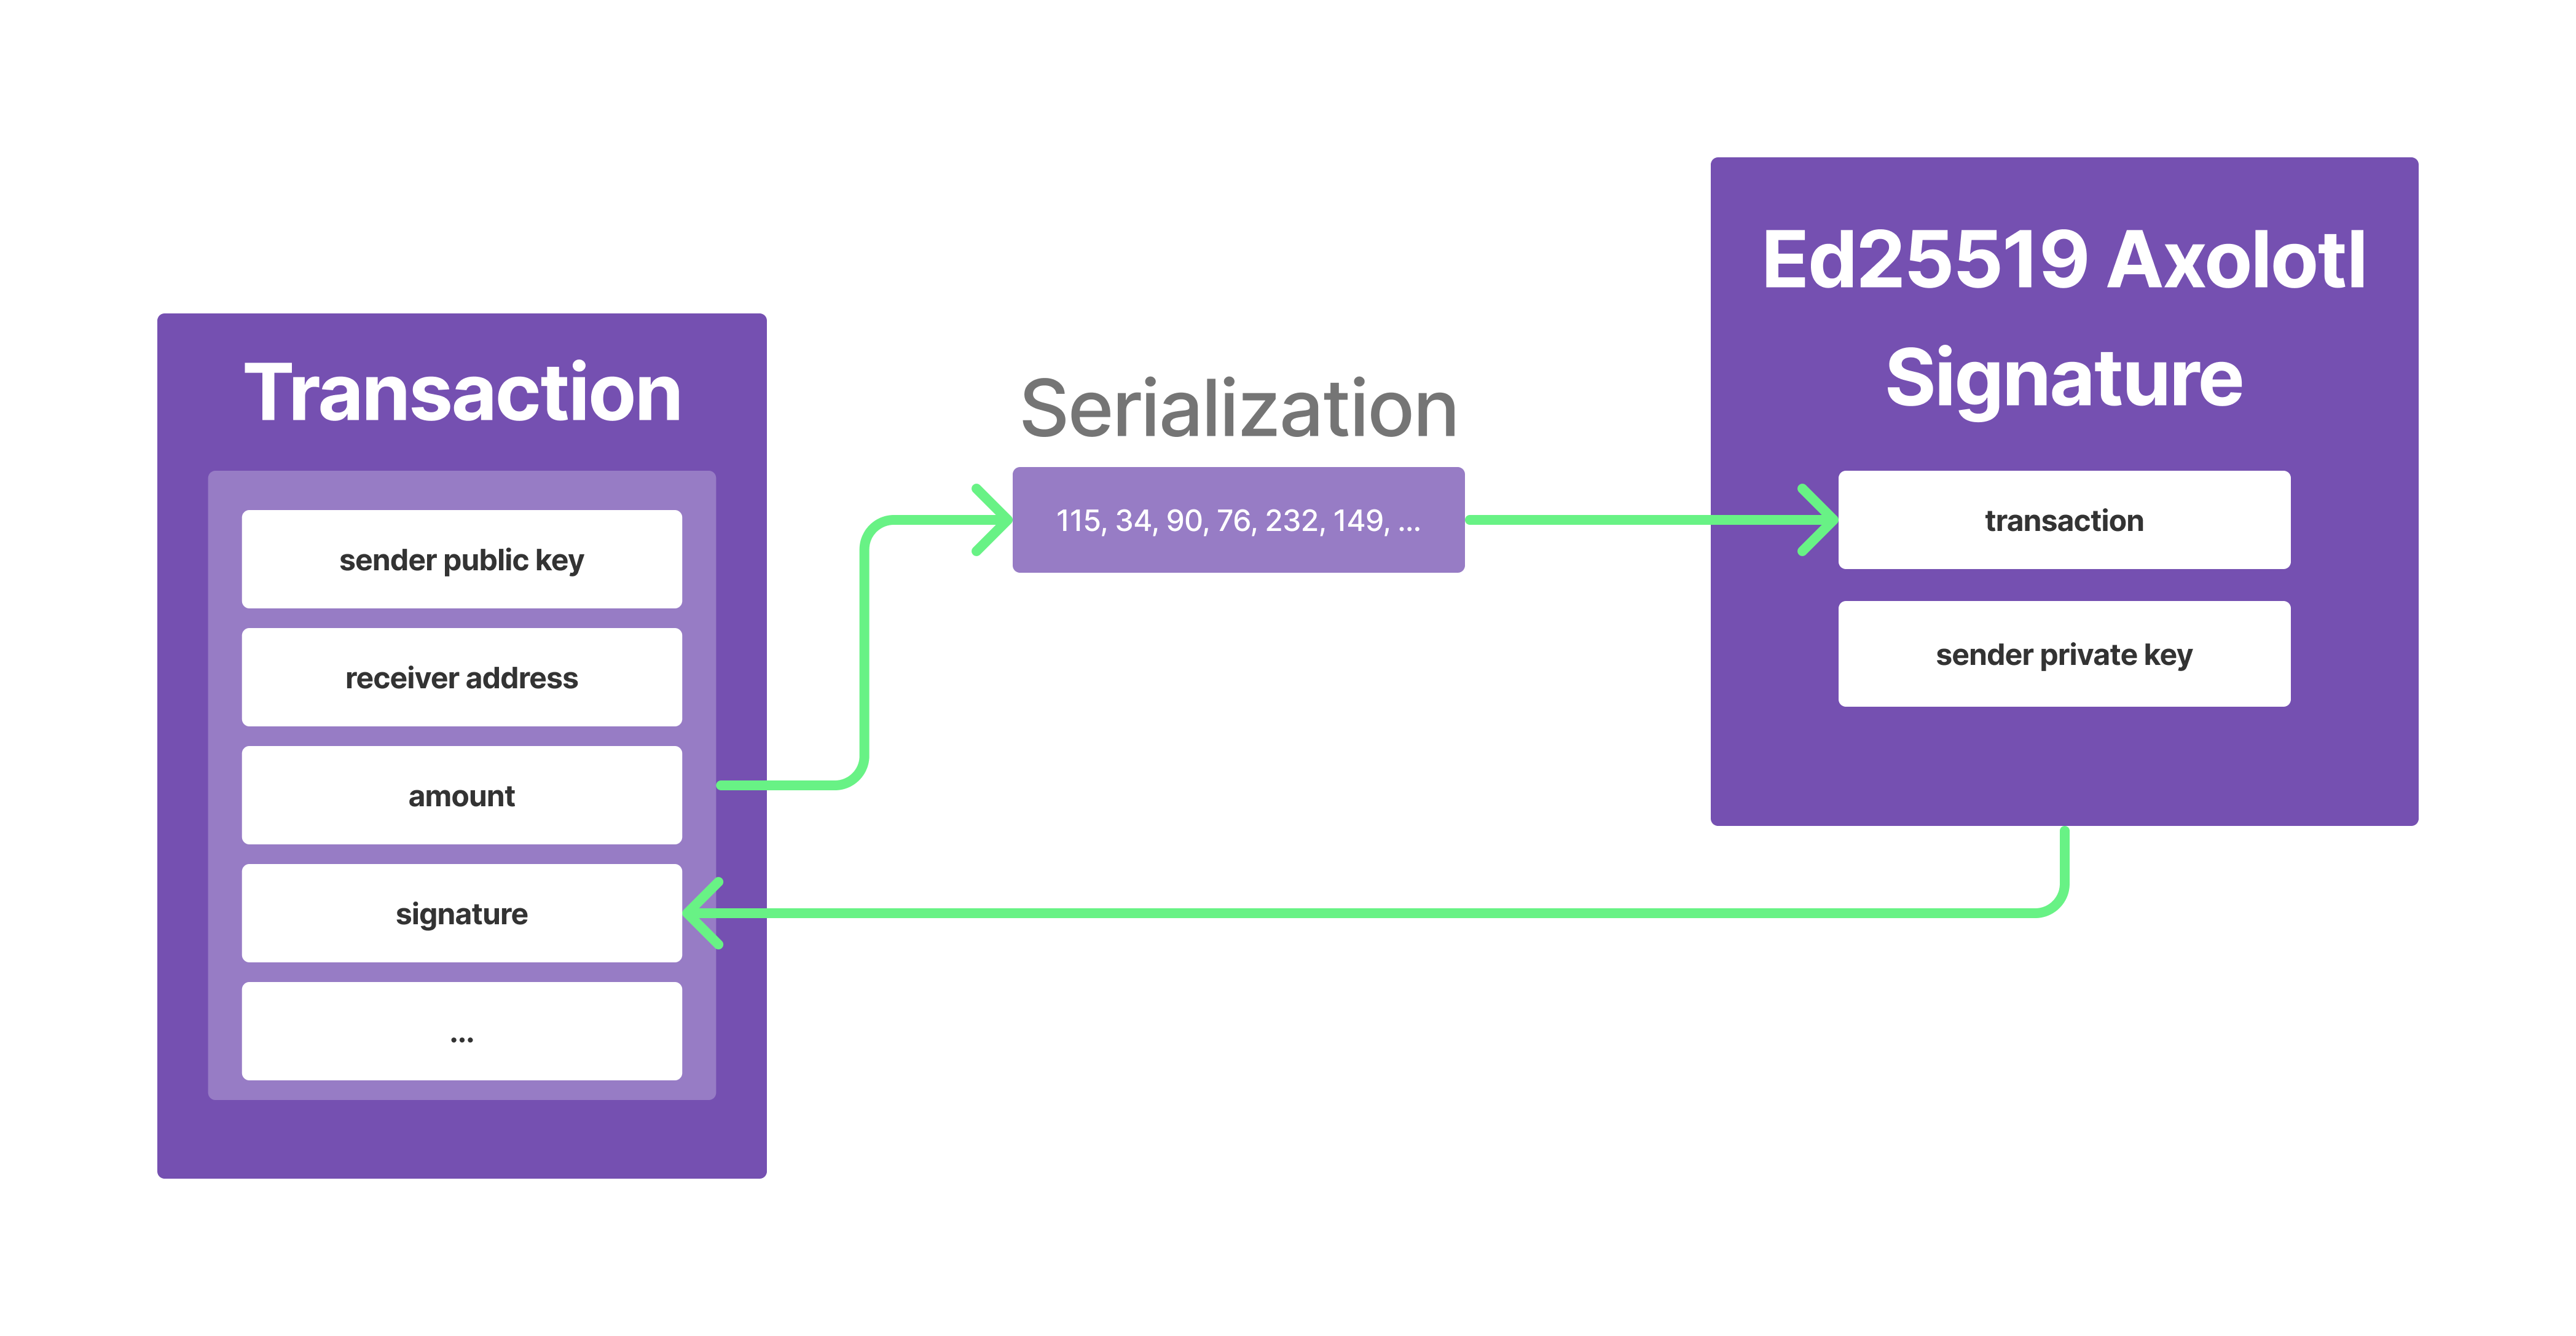 Transaction
sender public key
receiver address
amount
signature
...
Serialization
115, 34, 90, 76, 232, 149, ...
Ed25519 Axolotl
Signature
transaction
sender private key